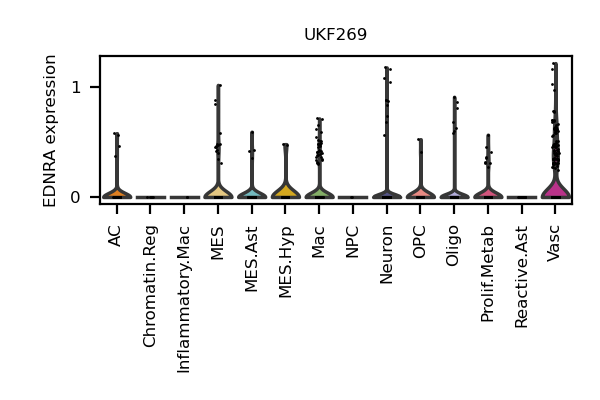 UKF269
EDNRA expression
1
0
AC
Chromatin.Reg
Inflammatory.Mac
MES
MES.Ast
MES.Hyp
Mac
NPC
Neuron
OPC
Oligo
Prolif.Metab
Reactive.Ast
Vasc